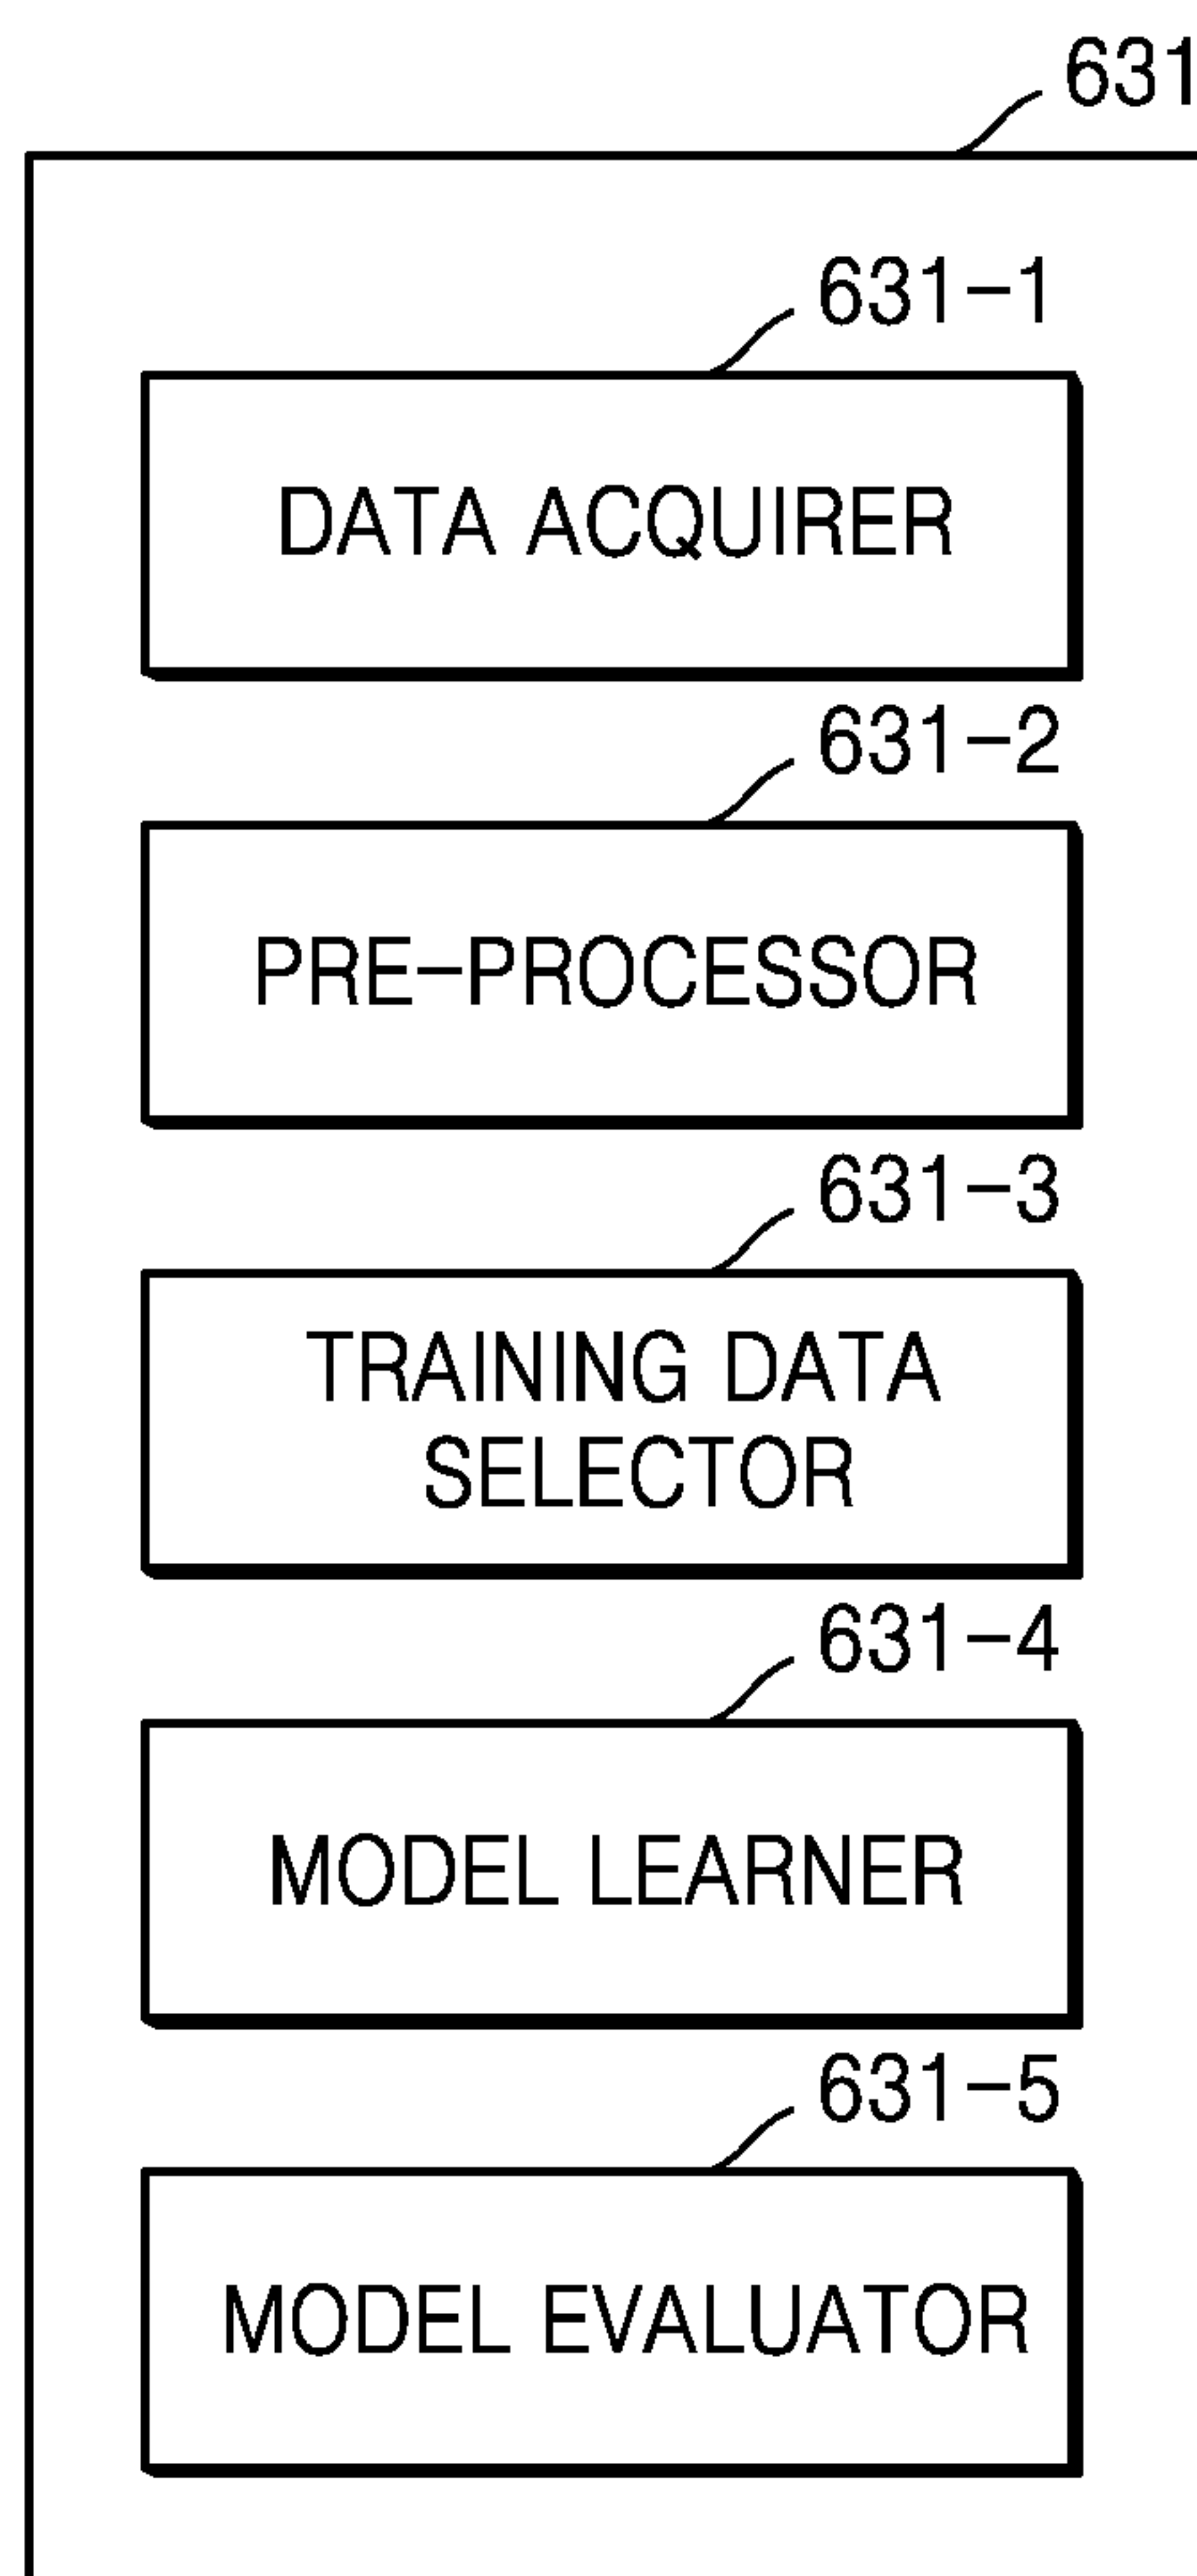 631
631-1
DATA ACQUIRER
631-2
PRE-PROCESSOR
631-3
TRAINING DATA
SELECTOR
631-4
MODEL LEARNER
631-5
MODEL EVALUATOR